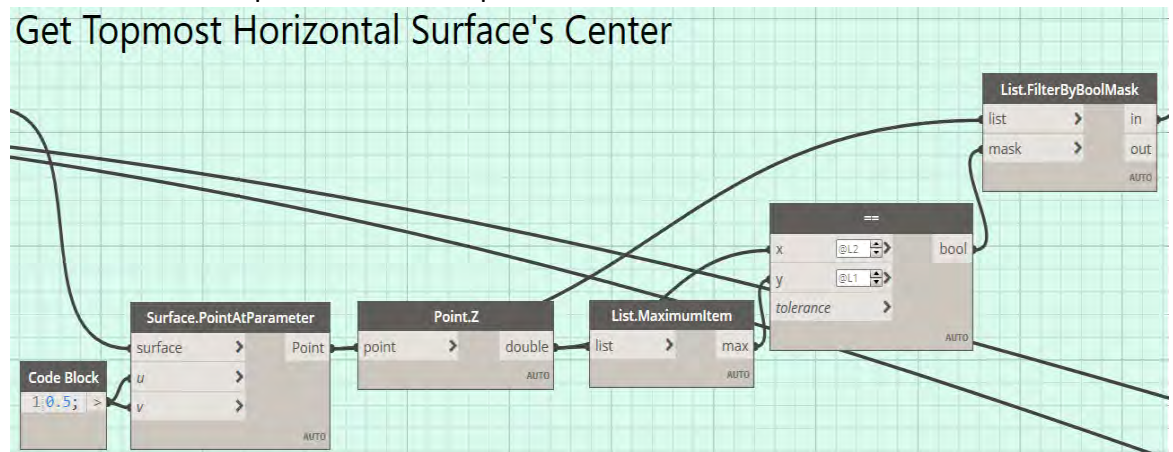 Get Topmost Horizontal Surface's Center
List.FilterByBoolMask
list > in
mask > out
AUTO
==
x @L2 > bool
y @L1 >
tolerance >
AUTO
Surface.PointAtParameter
surface > Point
u >
v >
AUTO
Point.Z
point > double
AUTO
List.MaximumItem
list > max
AUTO
Code Block
1 0.5; >